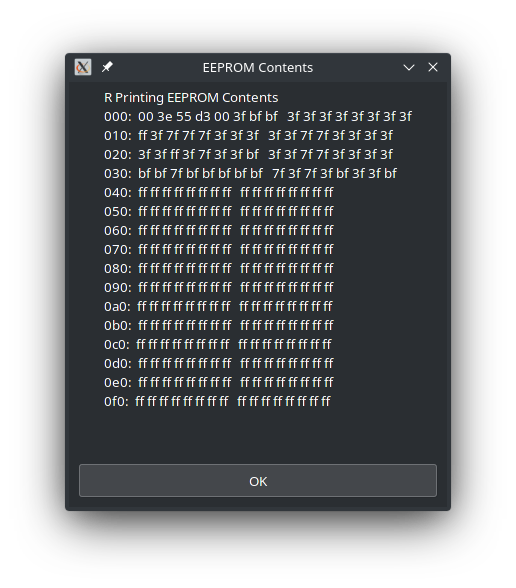 EEPROM Contents
R Printing EEPROM Contents
000: 00 3e 55 d3 00 3f bf bf 3f 3f 3f 3f 3f 3f 3f 3f
010: ff 3f 7f 7f 7f 3f 3f 3f 3f 3f 7f 7f 3f 3f 3f 3f
020: 3f 3f ff 3f 7f 3f 3f bf 3f 3f 7f 7f 3f 3f 3f 3f
030: bf bf 7f bf bf bf bf bf 7f 3f 7f 3f bf 3f 3f bf
040: ff ff ff ff ff ff ff ff ff ff ff ff ff ff ff ff
050: ff ff ff ff ff ff ff ff ff ff ff ff ff ff ff ff
060: ff ff ff ff ff ff ff ff ff ff ff ff ff ff ff ff
070: ff ff ff ff ff ff ff ff ff ff ff ff ff ff ff ff
080: ff ff ff ff ff ff ff ff ff ff ff ff ff ff ff ff
090: ff ff ff ff ff ff ff ff ff ff ff ff ff ff ff ff
0a0: ff ff ff ff ff ff ff ff ff ff ff ff ff ff ff ff
0b0: ff ff ff ff ff ff ff ff ff ff ff ff ff ff ff ff
0c0: ff ff ff ff ff ff ff ff ff ff ff ff ff ff ff ff
0d0: ff ff ff ff ff ff ff ff ff ff ff ff ff ff ff ff
0e0: ff ff ff ff ff ff ff ff ff ff ff ff ff ff ff ff
0f0: ff ff ff ff ff ff ff ff ff ff ff ff ff ff ff ff
OK